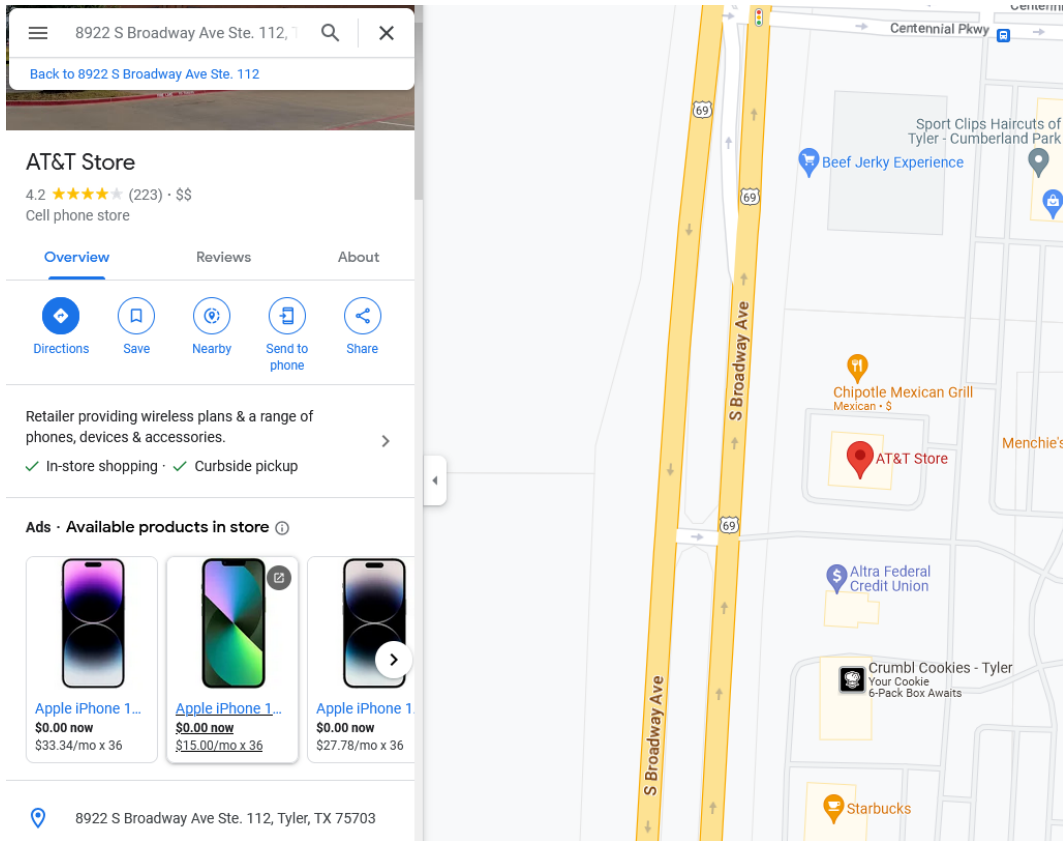 8922 S Broadway Ave Ste. 112,
Back to 8922 S Broadway Ave Ste. 112
AT&T Store
4.2 (223) · $$
Cell phone store
Overview
Reviews
About
Directions
Save
Nearby
Send to
phone
Share
Retailer providing wireless plans & a range of
phones, devices & accessories.
In-store shopping · Curbside pickup
Ads · Available products in store
Apple iPhone 1...
$0.00 now
$33.34/mo x 36
Apple iPhone 1...
$0.00 now
$15.00/mo x 36
Apple iPhone 1
$0.00 now
$27.78/mo x 36
8922 S Broadway Ave Ste. 112, Tyler, TX 75703
Centennial Pkwy
69
Sport Clips Haircuts of
Tyler - Cumberland Park
Beef Jerky Experience
69
S Broadway Ave
Chipotle Mexican Grill
Mexican · $
Menchie's
AT&T Store
69
Altra Federal
Credit Union
Crumbl Cookies - Tyler
Your Cookie
6-Pack Box Awaits
S Broadway Ave
Starbucks